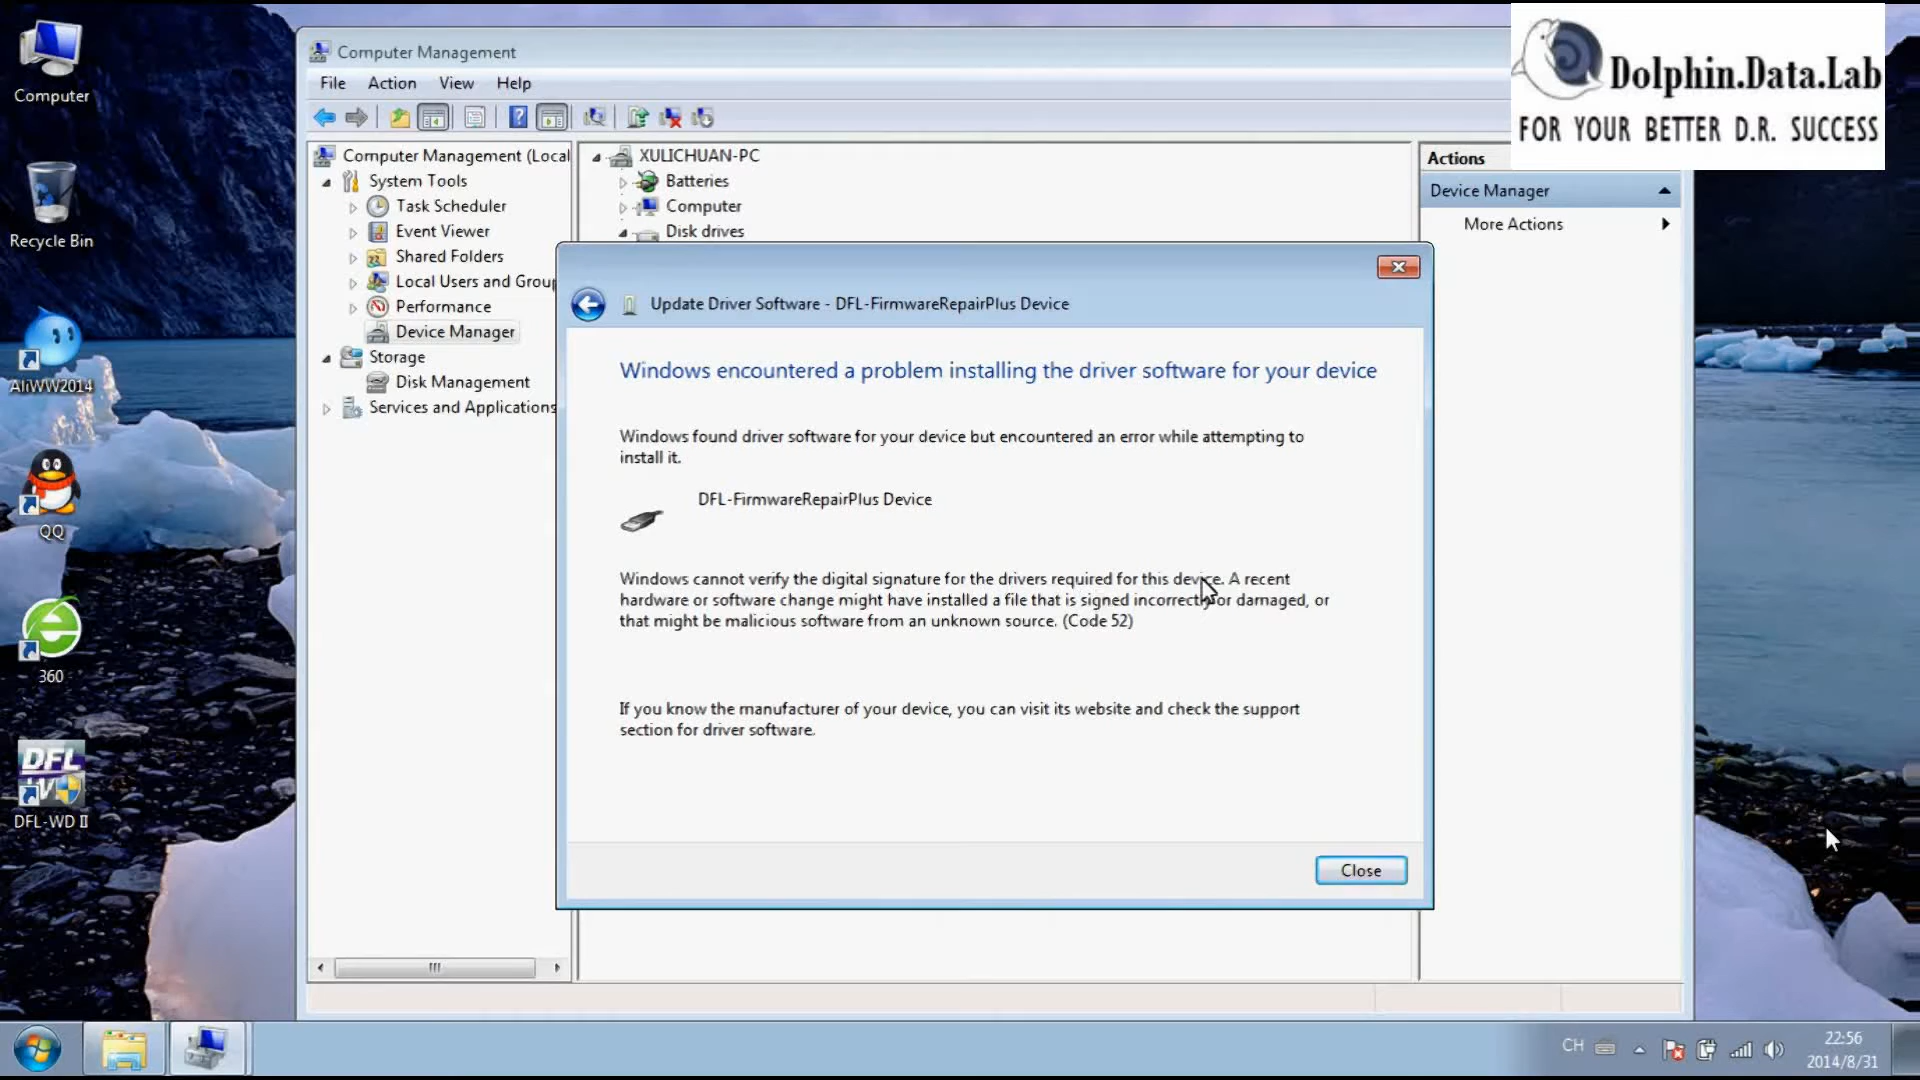 Computer
Recycle Bin
AliWW2014
QQ
360
DFL
DFL-WD II
Computer Management
File Action View Help
Computer Management (Local
System Tools
Task Scheduler
Event Viewer
Shared Folders
Local Users and Group
Performance
Device Manager
Storage
Disk Management
Services and Applications
XULICHUAN-PC
Batteries
Computer
Disk drives
Actions
Device Manager
More Actions
Dolphin.Data.Lab
FOR YOUR BETTER D.R. SUCCESS
Update Driver Software - DFL-FirmwareRepairPlus Device
Windows encountered a problem installing the driver software for your device
Windows found driver software for your device but encountered an error while attempting to
install it.
DFL-FirmwareRepairPlus Device
Windows cannot verify the digital signature for the drivers required for this device. A recent
hardware or software change might have installed a file that is signed incorrectly or damaged, or
that might be malicious software from an unknown source. (Code 52)
If you know the manufacturer of your device, you can visit its website and check the support
section for driver software.
Close
CH
22:56
2014/8/31